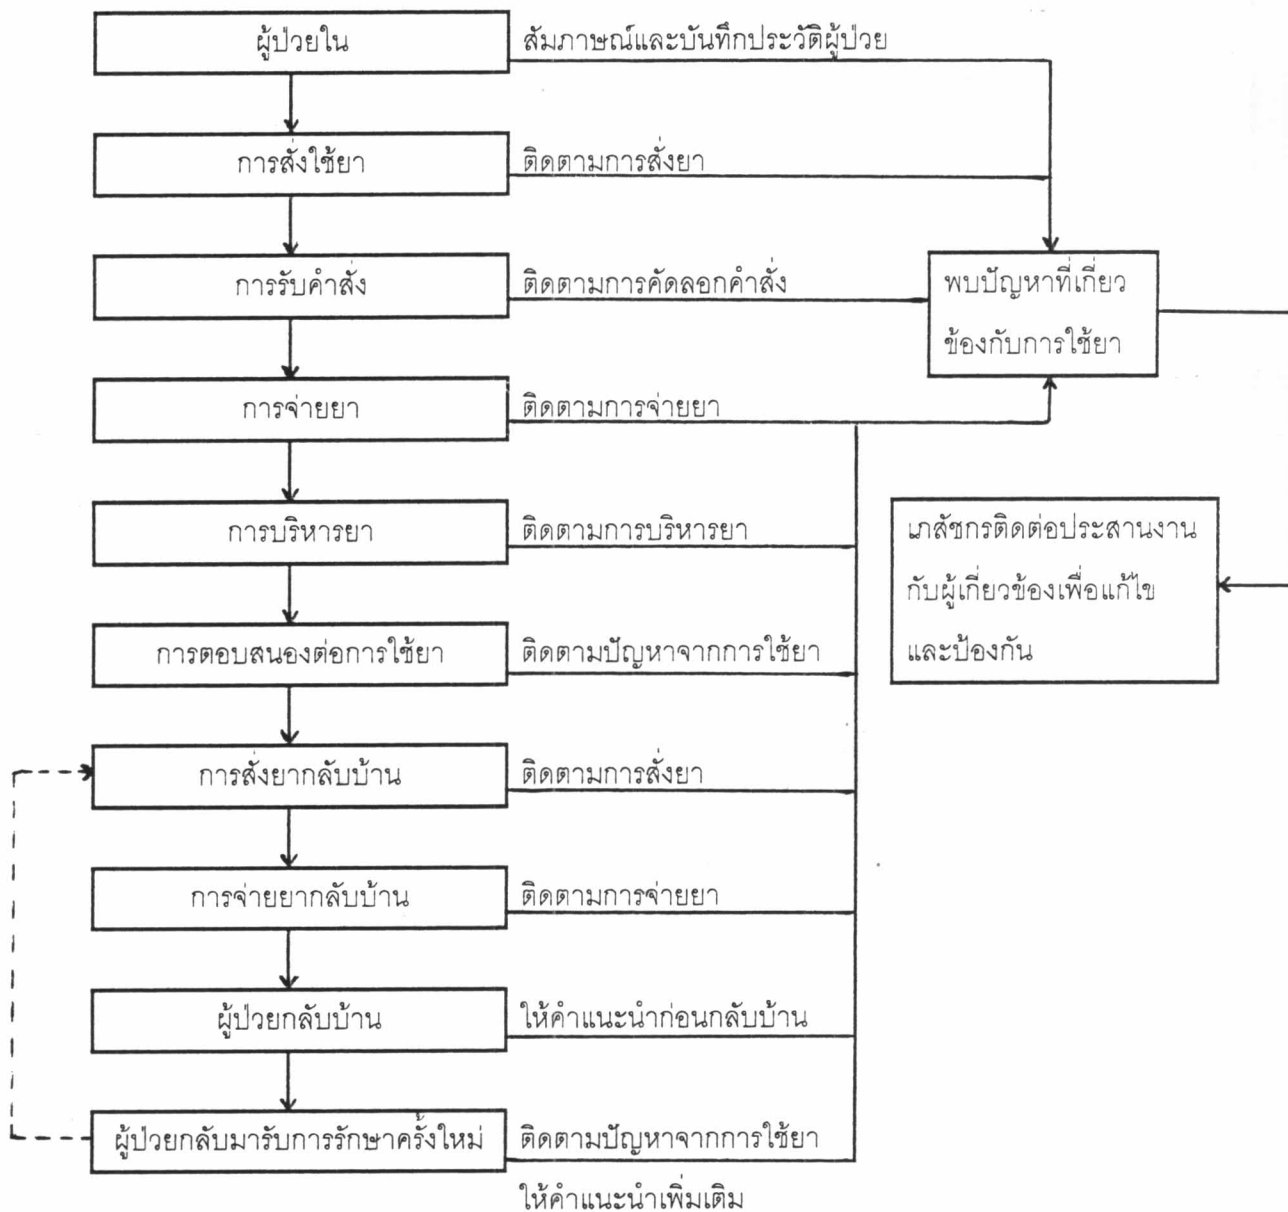 ผู้ป่วยใน
สัมภาษณ์และบันทึกประวัติผู้ป่วย
การสั่งใช้ยา
ติดตามการสั่งยา
การรับคำสั่ง
ติดตามการคัดลอกคำสั่ง
พบปัญหาที่เกี่ยว
ข้องกับการใช้ยา
การจ่ายยา
ติดตามการจ่ายยา
การบริหารยา
ติดตามการบริหารยา
เภสัชกรติดต่อประสานงาน
กับผู้เกี่ยวข้องเพื่อแก้ไข
และป้องกัน
การตอบสนองต่อการใช้ยา
ติดตามปัญหาจากการใช้ยา
การสั่งยากลับบ้าน
ติดตามการสั่งยา
การจ่ายยากลับบ้าน
ติดตามการจ่ายยา
ผู้ป่วยกลับบ้าน
ให้คำแนะนำก่อนกลับบ้าน
ผู้ป่วยกลับมารับการรักษาครั้งใหม่
ติดตามปัญหาจากการใช้ยา
ให้คำแนะนำเพิ่มเติม